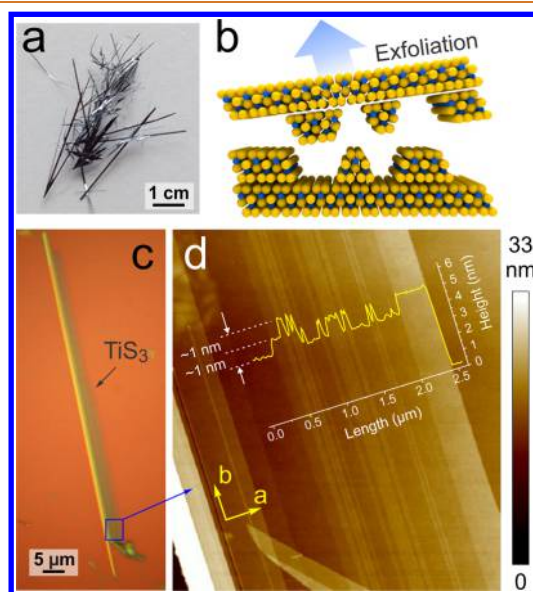 a
1 cm
b
Exfoliation
c
TiS3
5 µm
d
~1 nm
~1 nm
6
5
4
3
2
1
0
Height (nm)
0.0
0.5
1.0
1.5
2.0
2.5
Length (µm)
b
a
33
nm
0